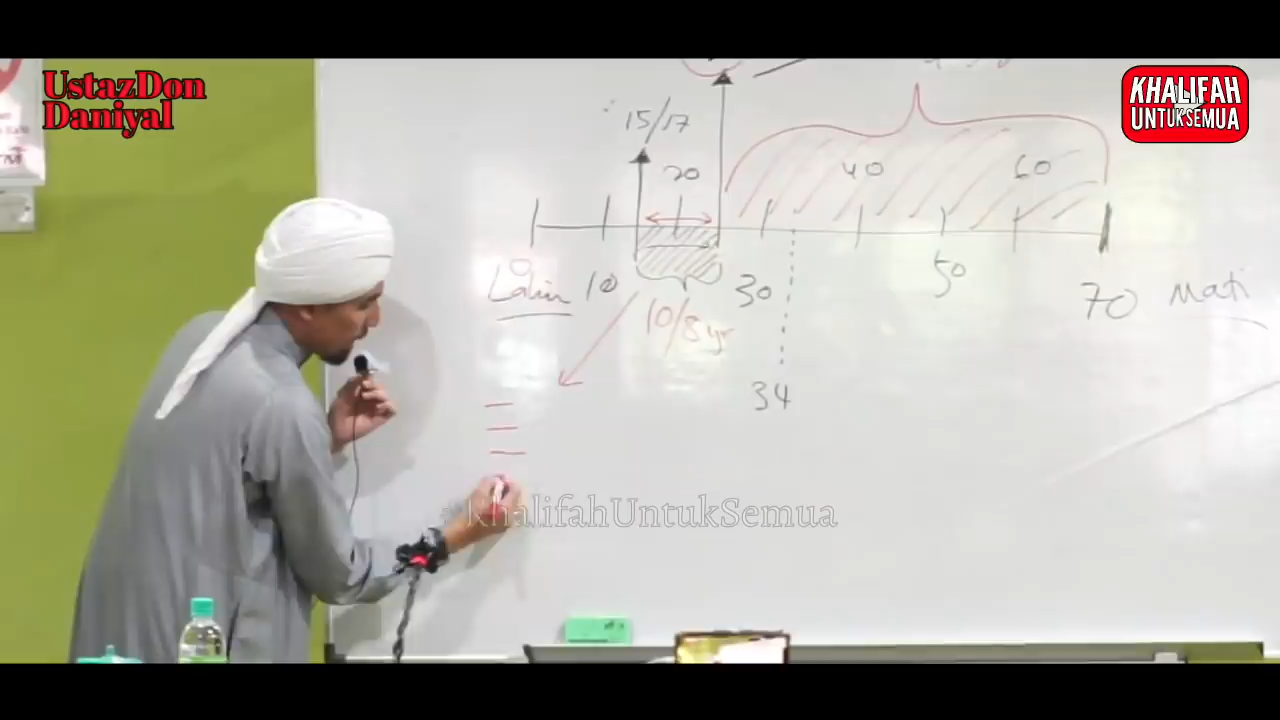 UstazDon
Daniyal
KHALIFAH
UNTUKSEMUA
15/17
20
40
60
Lahir
10
30
50
70 Mati
10/8 yr
34
KhalifahUntukSemua